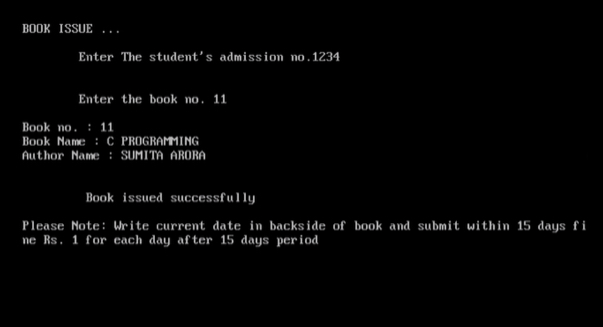 BOOK ISSUE ...
Enter The student's admission no.1234
Enter the book no. 11
Book no. : 11
Book Name : C PROGRAMMING
Author Name : SUMITA ARORA
Book issued successfully
Please Note: Write current date in backside of book and submit within 15 days fi
ne Rs. 1 for each day after 15 days period